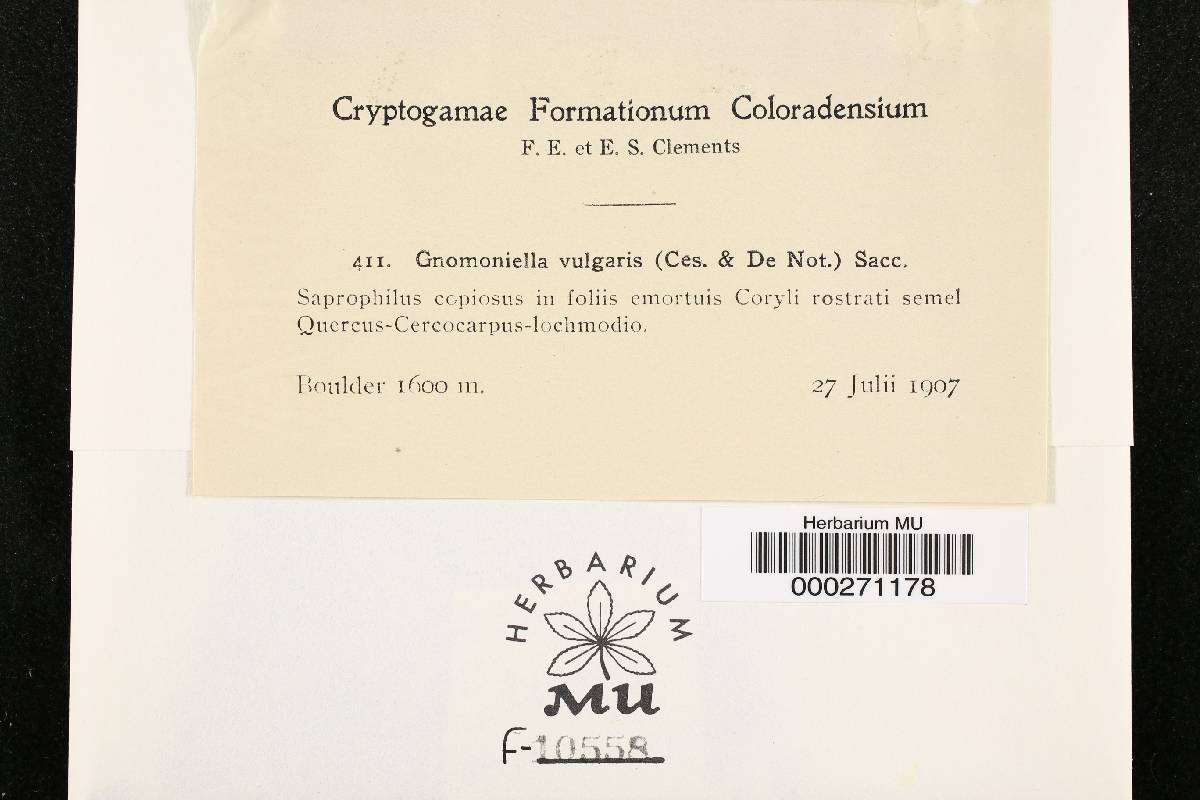 Cryptogamae Formationum Coloradensium
F. E. et E. S. Clements
411. Gnomoniella vulgaris (Ces. & De Not.) Sacc.
Saprophilus copiosus in foliis emortuis Coryli rostrati semel
Quercus-Cercocarpus-lochmodio.
Boulder 1600 m. 27 Julii 1907
Herbarium MU
000271178
HERBARIUM
MU
F-10558